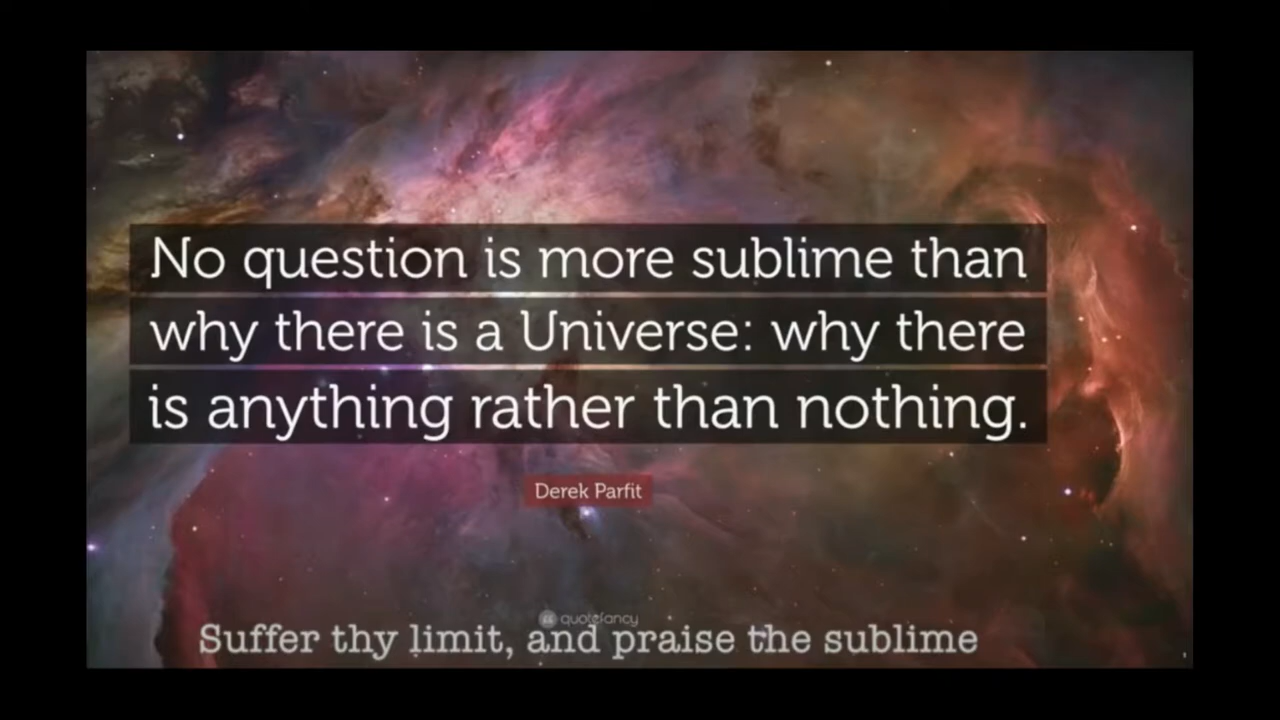 No question is more sublime than
why there is a Universe: why there
is anything rather than nothing.
Derek Parfit
quotefancy
Suffer thy limit, and praise the sublime